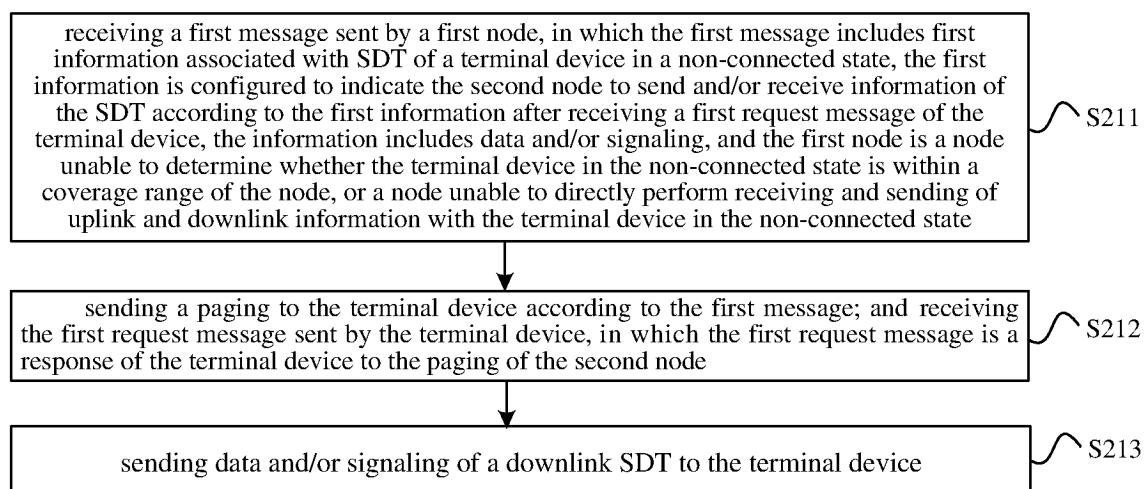 receiving a first message sent by a first node, in which the first message includes first
information associated with SDT of a terminal device in a non-connected state, the first
information is configured to indicate the second node to send and/or receive information of
the SDT according to the first information after receiving a first request message of the
terminal device, the information includes data and/or signaling, and the first node is a node
unable to determine whether the terminal device in the non-connected state is within a
coverage range of the node, or a node unable to directly perform receiving and sending of
uplink and downlink information with the terminal device in the non-connected state
S211
sending a paging to the terminal device according to the first message; and receiving
the first request message sent by the terminal device, in which the first request message is a
response of the terminal device to the paging of the second node
S212
sending data and/or signaling of a downlink SDT to the terminal device
S213